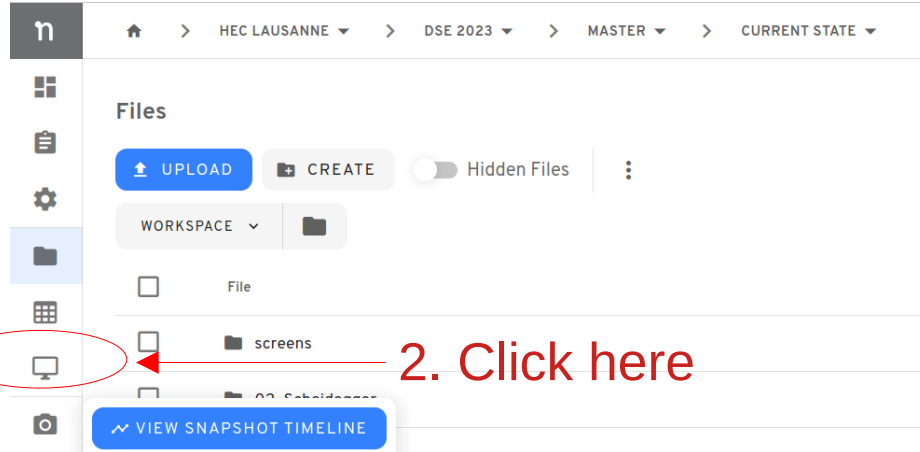 n
HEC LAUSANNE
DSE 2023
MASTER
CURRENT STATE
Files
UPLOAD
CREATE
Hidden Files
WORKSPACE
File
screens
2. Click here
02_Scheidegger
VIEW SNAPSHOT TIMELINE